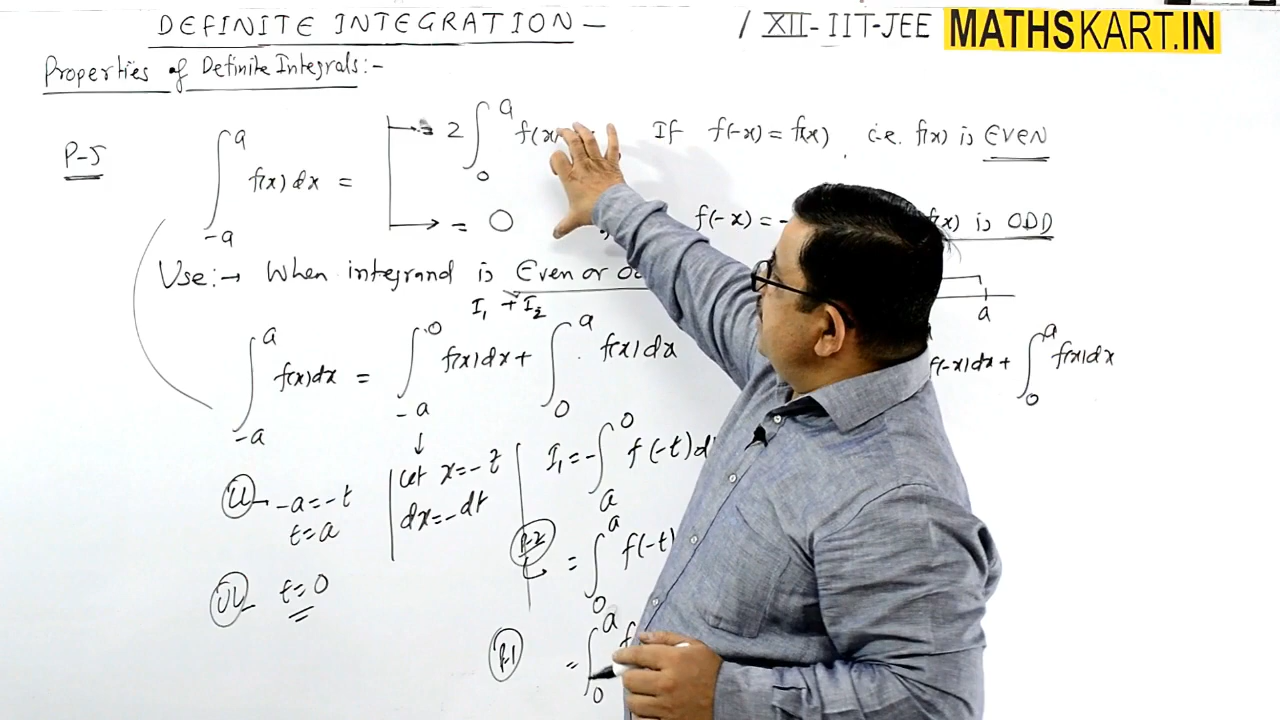 DEFINITE INTEGRATION – / XII - IIT-JEE MATHSKART.IN
Properties of Definite Integrals:-
P-5 ∫_{-a}^{a} f(x) dx =
= 2 ∫_0^a f(x) If f(-x) = f(x), i.e. f(x) is EVEN
= 0, f(-x) = - f(x) is ODD
Use:→ When integrand is Even or
I₁ + I₂
a
∫_{-a}^{a} f(x)dx = ∫_{-a}^{0} f(x)dx + ∫_0^a f(x)dx
f(-x)dx + ∫_0^a f(x)dx
↓
Let x=-t
dx=-dt
LL - -a=-t
t=a
UL - t=0
I₁ = -∫_a^0 f(-t)d
P-2 = ∫_0^a f(-t)
P-1 = ∫_0^a f